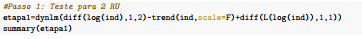 #Passo 1: Teste para 2 RU
etapa1=dynlm(diff(log(ind),1,2)~trend(ind,scale=F)+diff(L(log(ind)),1,1))
summary(etapa1)